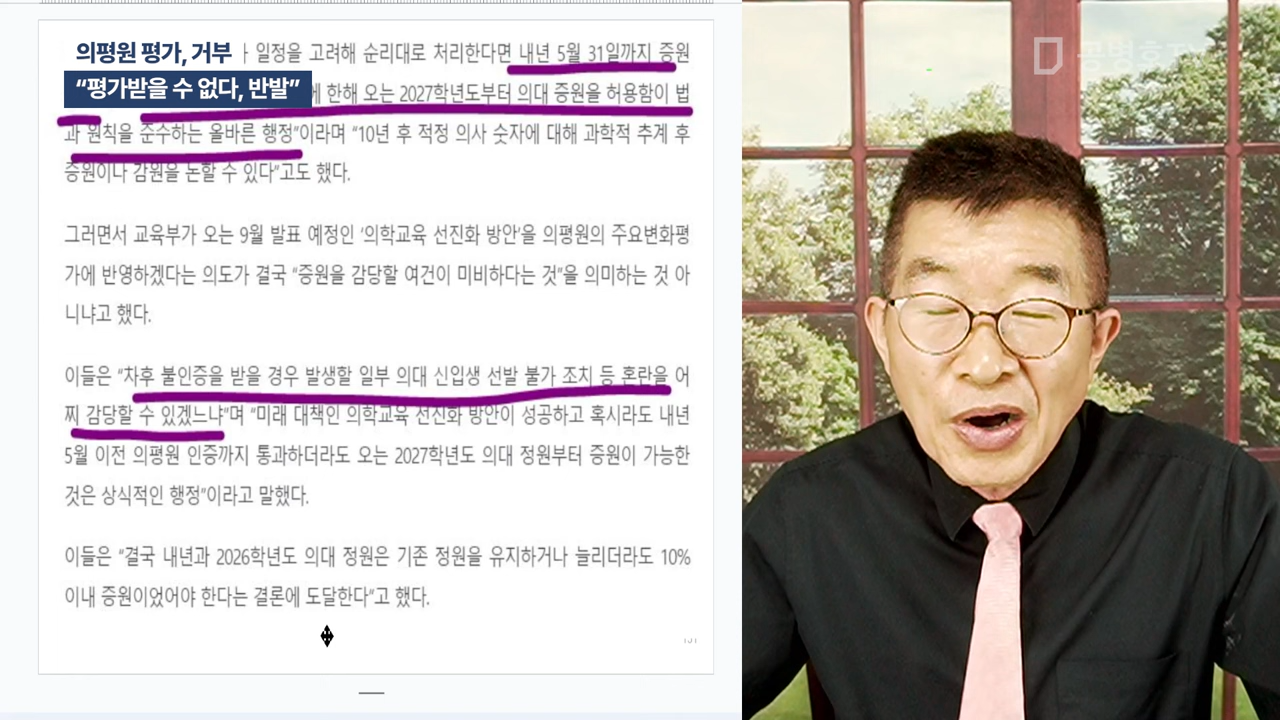 의평원 평가, 거부
“평가받을 수 없다, 반발”
일정을 고려해 순리대로 처리한다면 내년 5월 31일까지 증원
에 한해 오는 2027학년도부터 의대 증원을 허용함이 법
과 원칙을 준수하는 올바른 행정”이라며 “10년 후 적정 의사 숫자에 대해 과학적 추계 후
증원이나 감원을 논할 수 있다”고도 했다.
그러면서 교육부가 오는 9월 발표 예정인 ‘의학교육 선진화 방안’을 의평원의 주요변화평
가에 반영하겠다는 의도가 결국 “증원을 감당할 여건이 미비하다는 것”을 의미하는 것 아
니냐고 했다.
이들은 “차후 불인증을 받을 경우 발생할 일부 의대 신입생 선발 불가 조치 등 혼란을 어
찌 감당할 수 있겠느냐”며 “미래 대책인 의학교육 선진화 방안이 성공하고 혹시라도 내년
5월 이전 의평원 인증까지 통과하더라도 오는 2027학년도 의대 정원부터 증원이 가능한
것은 상식적인 행정”이라고 말했다.
이들은 “결국 내년과 2026학년도 의대 정원은 기존 정원을 유지하거나 늘리더라도 10%
이내 증원이었어야 한다는 결론에 도달한다”고 했다.